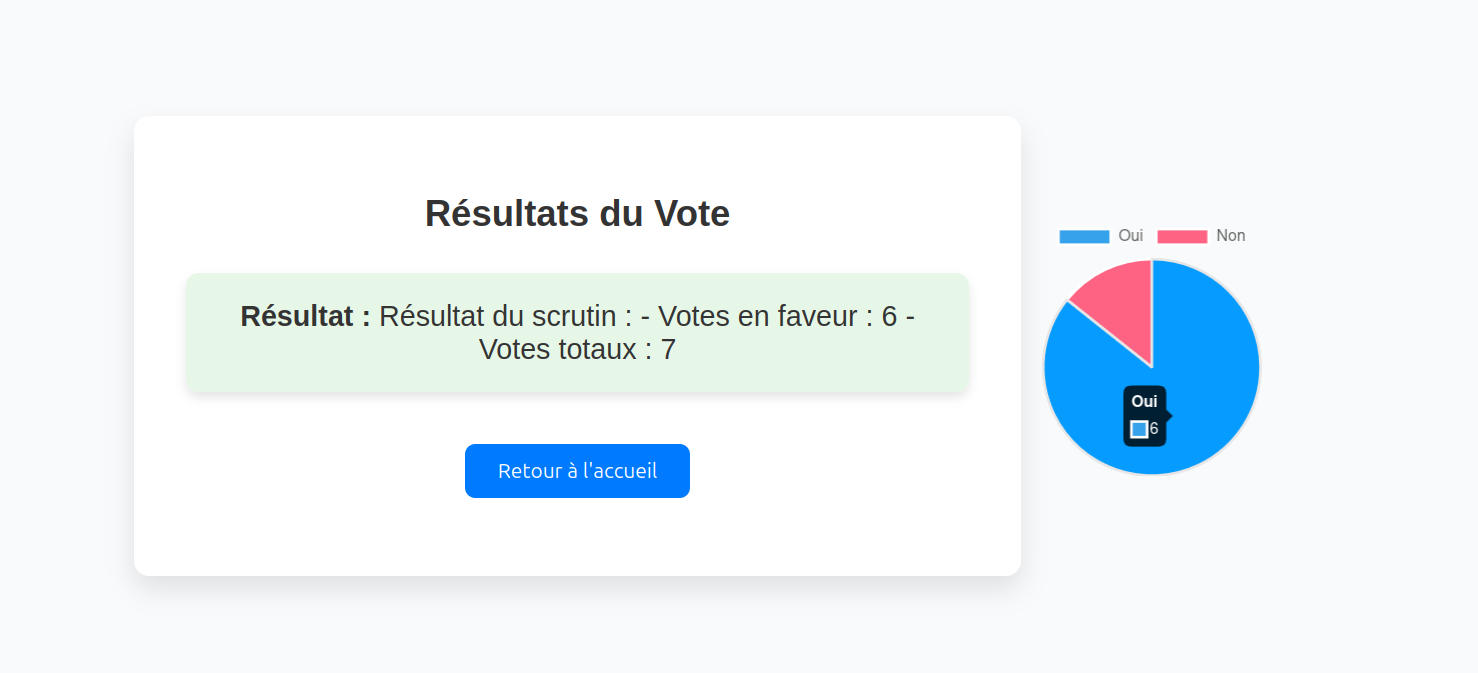 Résultats du Vote
Résultat : Résultat du scrutin : - Votes en faveur : 6 -
Votes totaux : 7
Retour à l'accueil
Oui Non
Oui
6